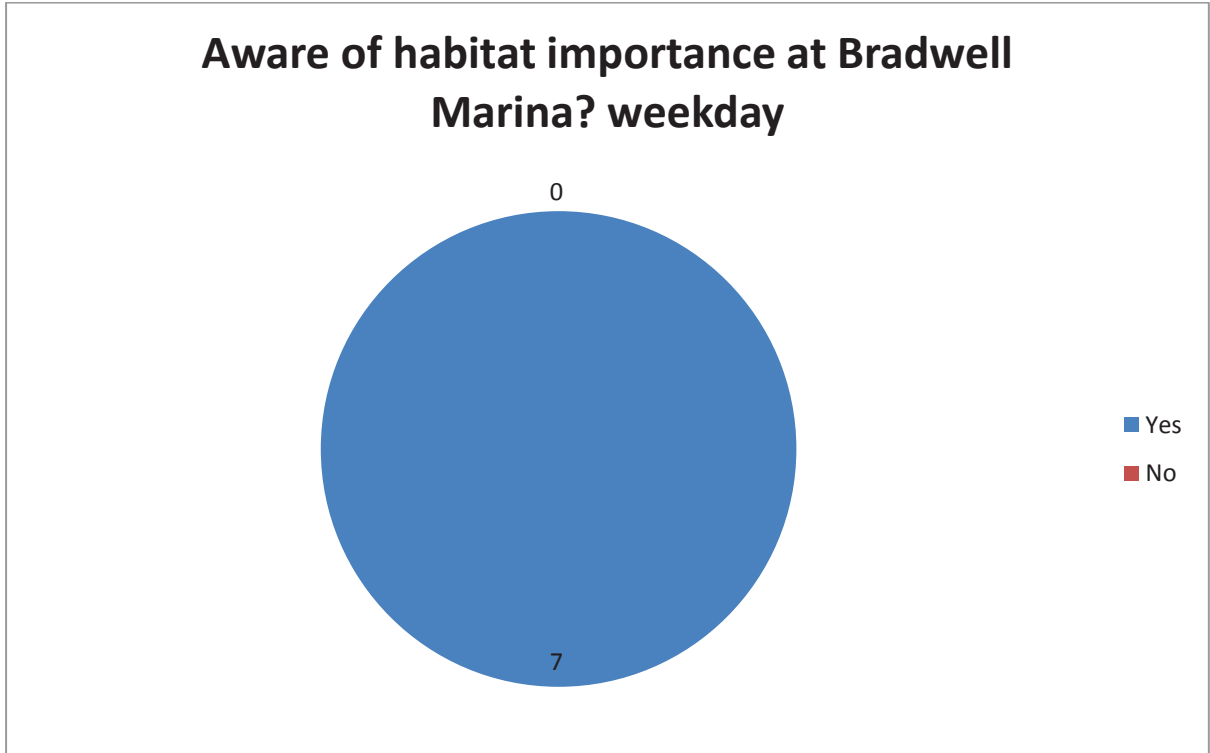 Aware of habitat importance at Bradwell
Marina? weekday
0
Yes
No
7